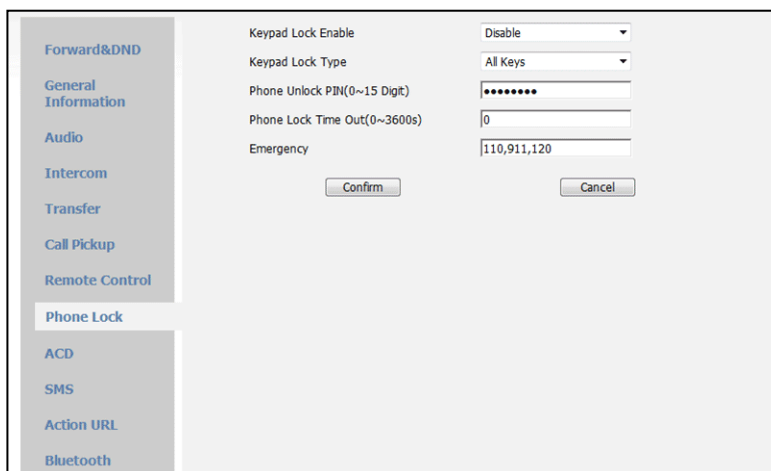 Forward&DND
General
Information
Audio
Intercom
Transfer
Call Pickup
Remote Control
Phone Lock
ACD
SMS
Action URL
Bluetooth
Keypad Lock Enable Disable
Keypad Lock Type All Keys
Phone Unlock PIN(0~15 Digit) ••••••••
Phone Lock Time Out(0~3600s) 0
Emergency 110,911,120
Confirm Cancel